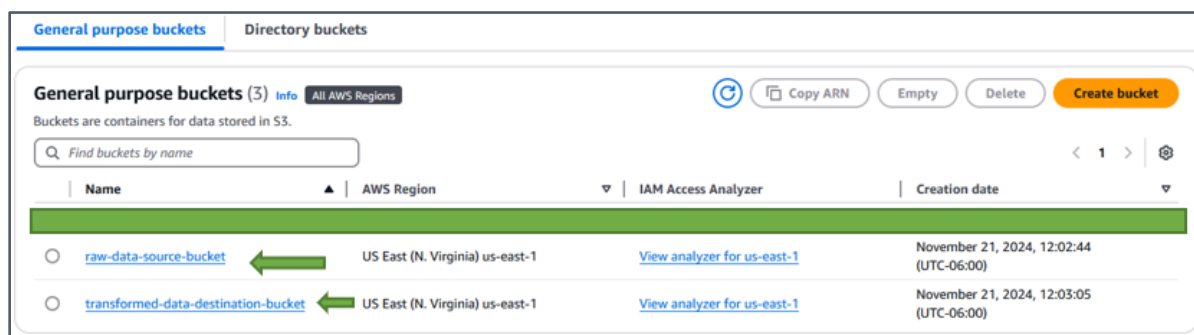 General purpose buckets Directory buckets
General purpose buckets (3) Info All AWS Regions Copy ARN Empty Delete Create bucket
Buckets are containers for data stored in S3.
Find buckets by name 1
Name AWS Region IAM Access Analyzer Creation date
raw-data-source-bucket US East (N. Virginia) us-east-1 View analyzer for us-east-1 November 21, 2024, 12:02:44
(UTC-06:00)
transformed-data-destination-bucket US East (N. Virginia) us-east-1 View analyzer for us-east-1 November 21, 2024, 12:03:05
(UTC-06:00)